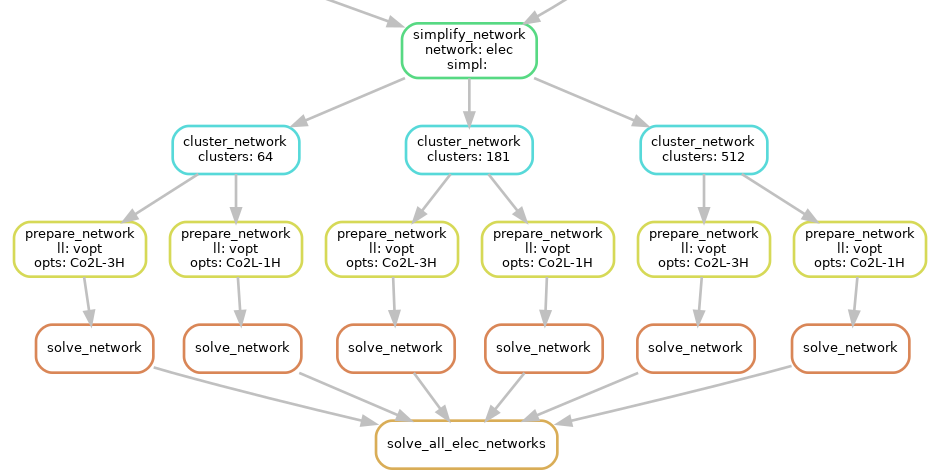 simplify_network
network: elec
simpl:
cluster_network
clusters: 64
cluster_network
clusters: 181
cluster_network
clusters: 512
prepare_network
ll: vopt
opts: Co2L-3H
prepare_network
ll: vopt
opts: Co2L-1H
prepare_network
ll: vopt
opts: Co2L-3H
prepare_network
ll: vopt
opts: Co2L-1H
prepare_network
ll: vopt
opts: Co2L-3H
prepare_network
ll: vopt
opts: Co2L-1H
solve_network
solve_network
solve_network
solve_network
solve_network
solve_network
solve_all_elec_networks